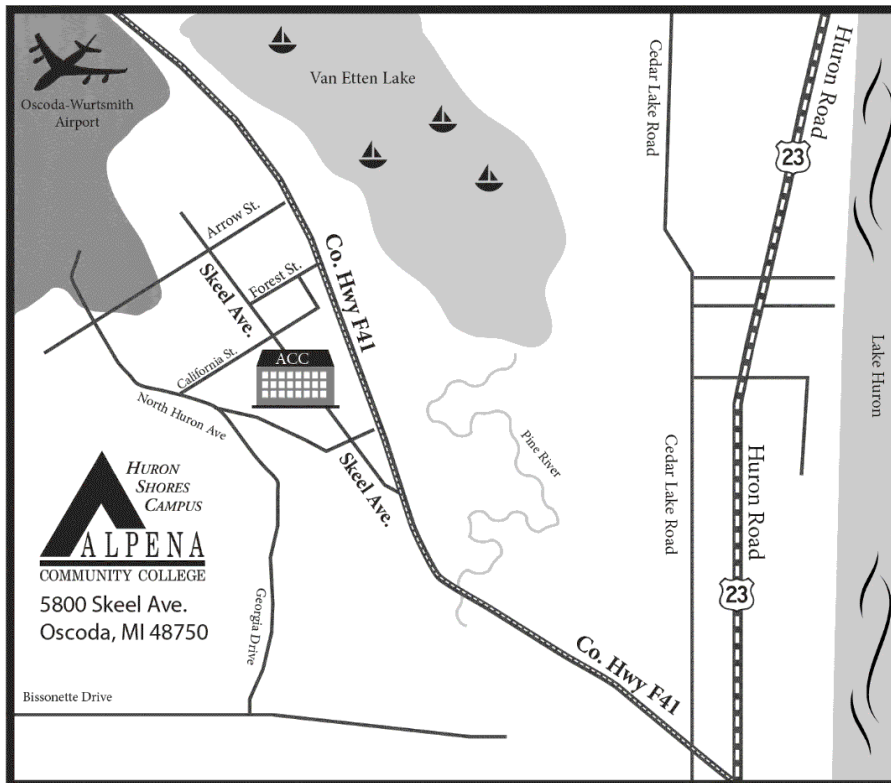 Oscoda-Wurtsmith
Airport
Van Etten Lake
Cedar Lake Road
Huron Road
23
Arrow St.
Skeel Ave.
Forest St.
Co. Hwy F41
California St.
ACC
North Huron Ave
Skeel Ave.
Pine River
Lake Huron
Cedar Lake Road
Huron Road
23
HURON
SHORES
CAMPUS
ALPENA
COMMUNITY COLLEGE
5800 Skeel Ave.
Oscoda, MI 48750
Georgia Drive
Bissonette Drive
Co. Hwy F41